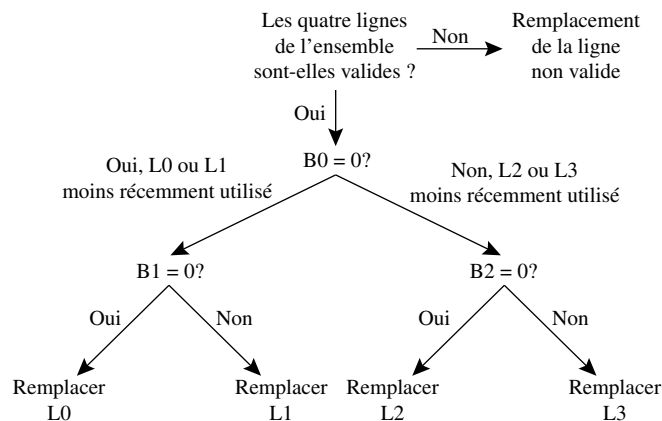 Les quatre lignes
de l'ensemble
sont-elles valides ?
Non
Remplacement
de la ligne
non valide
Oui
B0 = 0?
Oui, L0 ou L1
moins récemment utilisé
Non, L2 ou L3
moins récemment utilisé
B1 = 0?
B2 = 0?
Oui
Non
Oui
Non
Remplacer
L0
Remplacer
L1
Remplacer
L2
Remplacer
L3